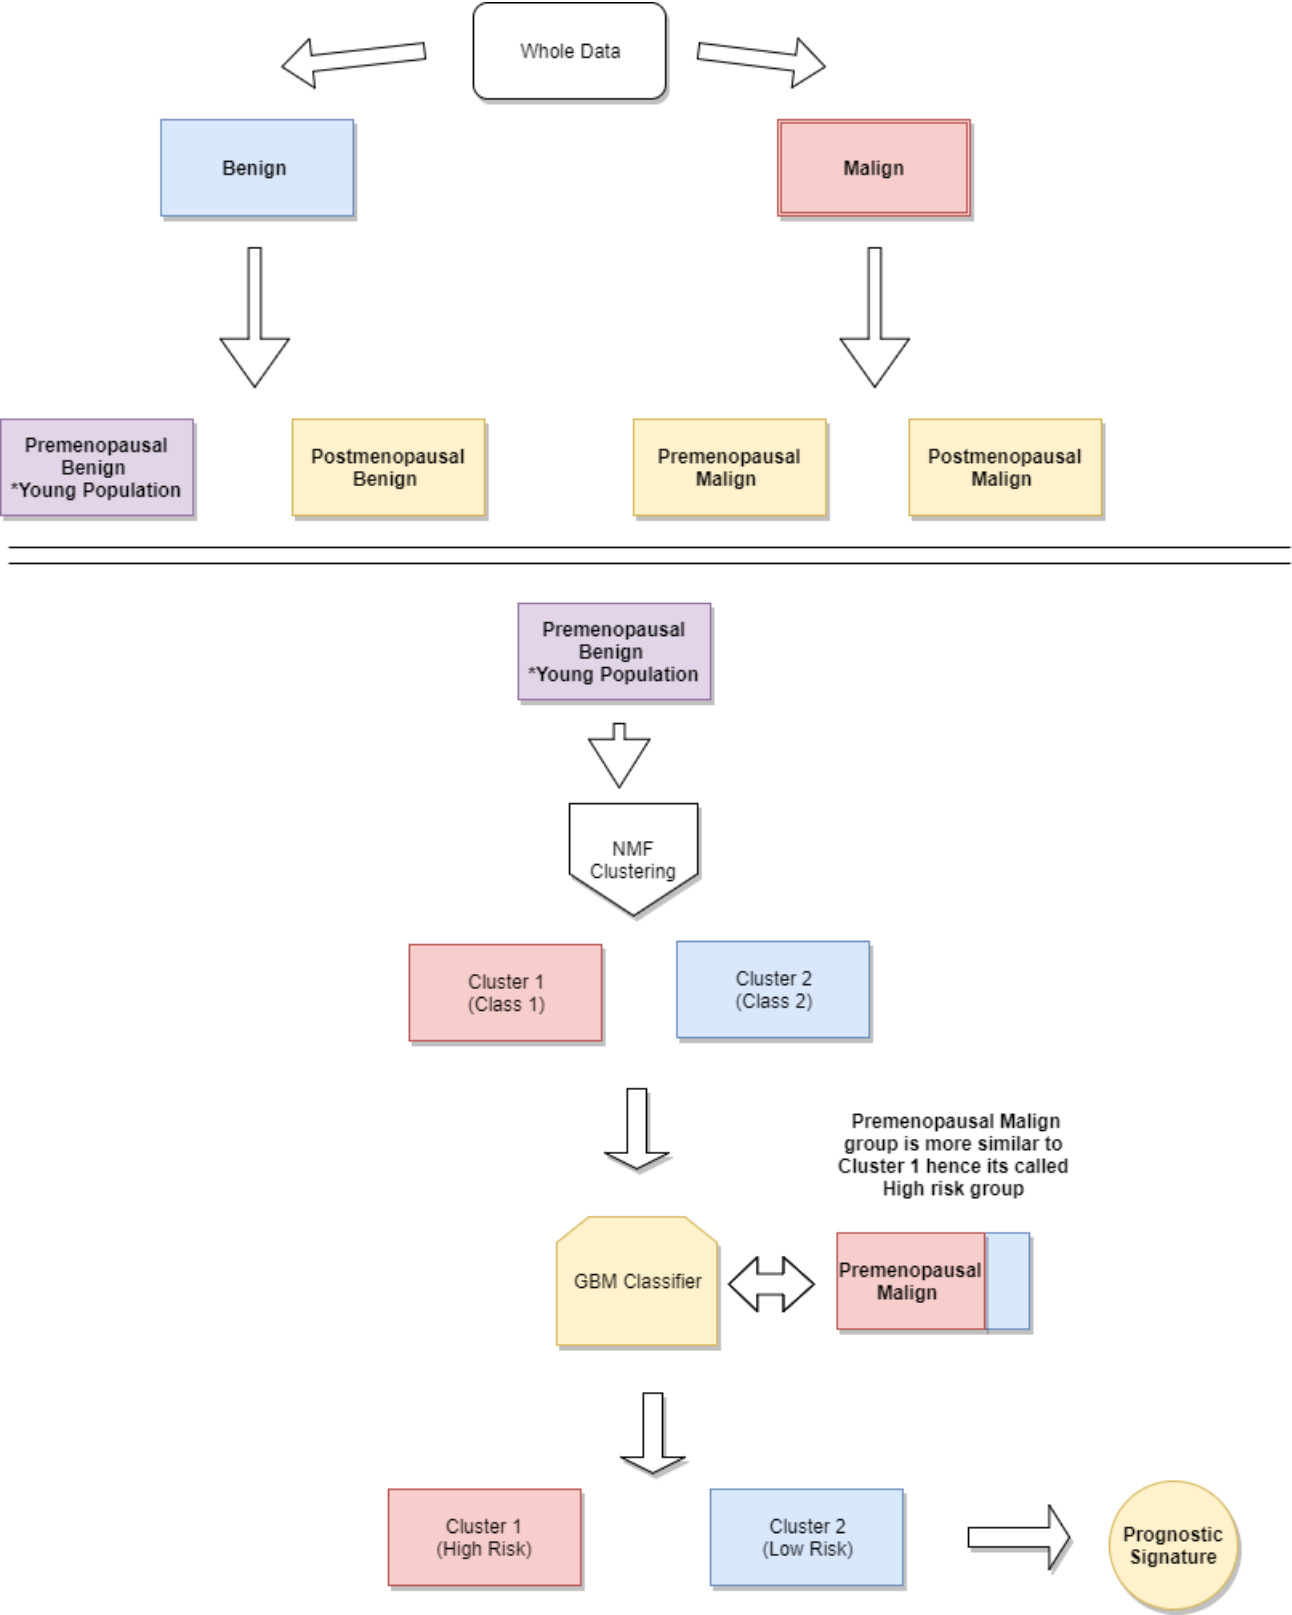 Whole Data
Benign
Malign
Premenopausal
Benign
*Young Population
Postmenopausal
Benign
Premenopausal
Malign
Postmenopausal
Malign
Premenopausal
Benign
*Young Population
NMF
Clustering
Cluster 1
(Class 1)
Cluster 2
(Class 2)
Premenopausal Malign
group is more similar to
Cluster 1 hence its called
High risk group
GBM Classifier
Premenopausal
Malign
Cluster 1
(High Risk)
Cluster 2
(Low Risk)
Prognostic
Signature